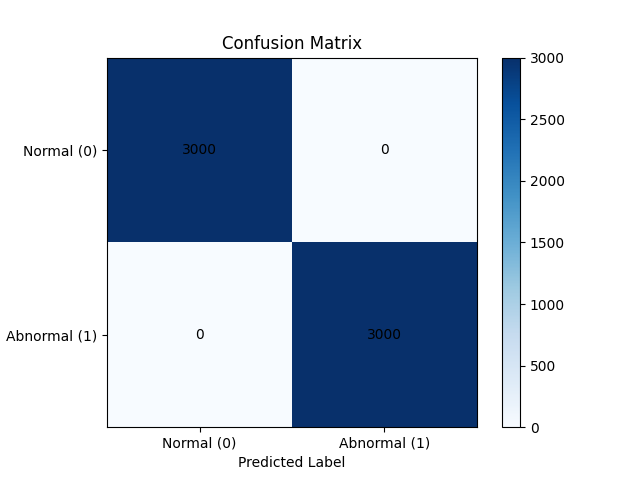 Confusion Matrix
Normal (0)
3000
0
Abnormal (1)
0
3000
Normal (0)
Abnormal (1)
Predicted Label
3000
2500
2000
1500
1000
500
0